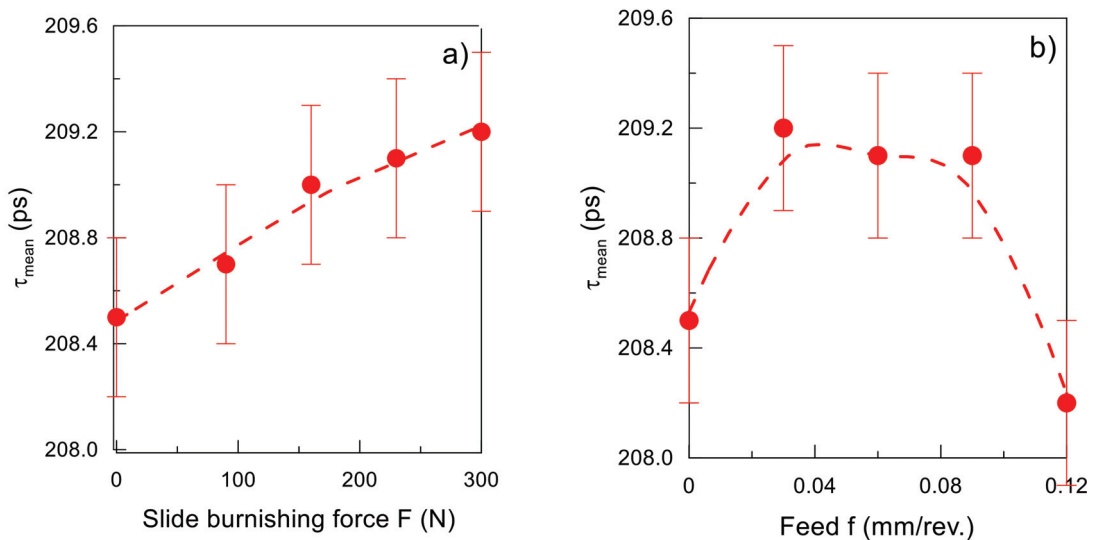 a)
209.6
209.2
208.8
208.4
208.0
τmean (ps)
0 100 200 300
Slide burnishing force F (N)
b)
209.6
209.2
208.8
208.4
208.0
τmean (ps)
0 0.04 0.08 0.12
Feed f (mm/rev.)